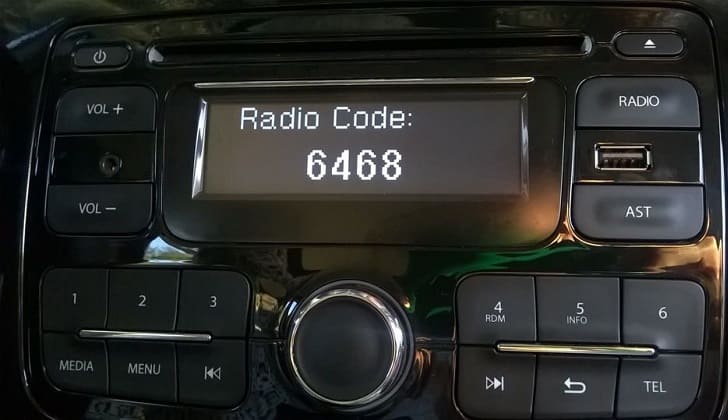 VOL +
RADIO
Radio Code:
6468
VOL –
AST
1
2
3
4
RDM
5
INFO
6
MEDIA
MENU
TEL